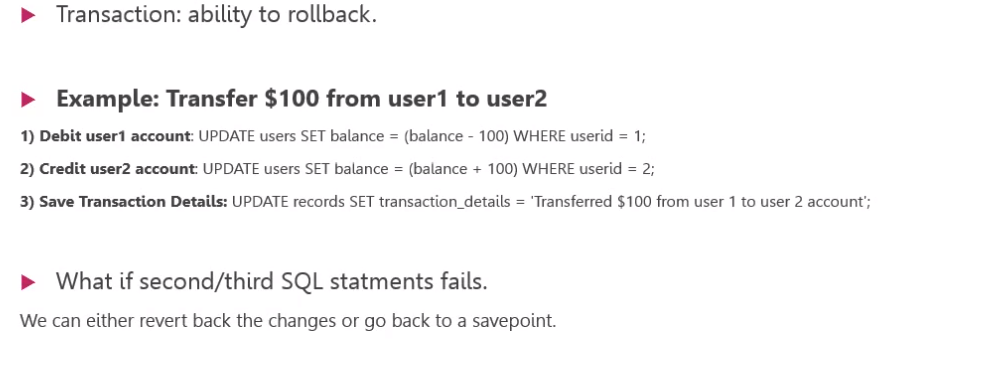 Transaction: ability to rollback.
Example: Transfer $100 from user1 to user2
1) Debit user1 account: UPDATE users SET balance = (balance - 100) WHERE userid = 1;
2) Credit user2 account: UPDATE users SET balance = (balance + 100) WHERE userid = 2;
3) Save Transaction Details: UPDATE records SET transaction_details = 'Transferred $100 from user 1 to user 2 account';
What if second/third SQL statments fails.
We can either revert back the changes or go back to a savepoint.